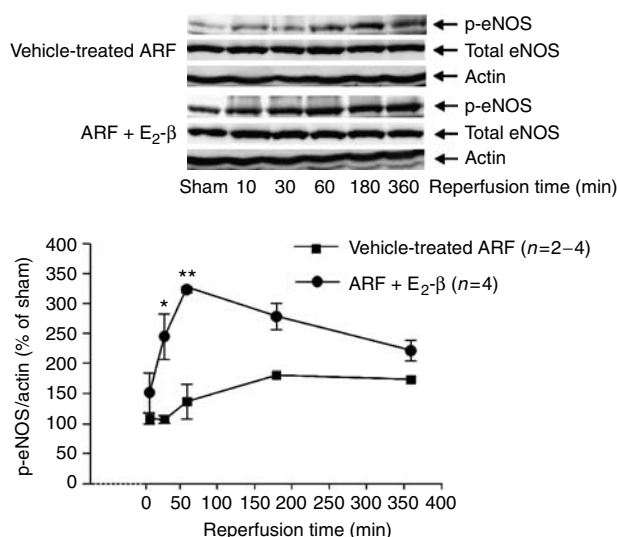 Vehicle-treated ARF
p-eNOS
Total eNOS
Actin
ARF + E₂-β
p-eNOS
Total eNOS
Actin
Sham 10 30 60 180 360 Reperfusion time (min)
p-eNOS/actin (% of sham)
400
350
300
250
200
150
100
50
0
* **
Vehicle-treated ARF (n=2–4)
ARF + E₂-β (n=4)
0 50 100 150 200 250 300 350 400
Reperfusion time (min)